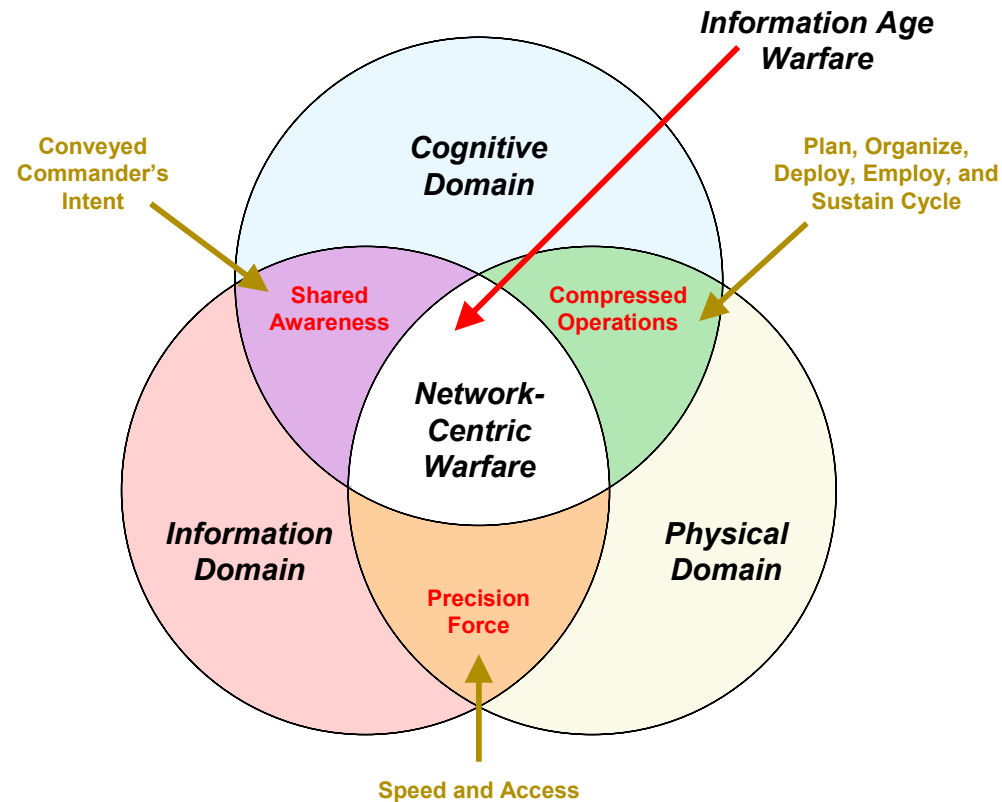 Information Age
Warfare
Conveyed
Commander’s
Intent
Cognitive
Domain
Plan, Organize,
Deploy, Employ, and
Sustain Cycle
Shared
Awareness
Compressed
Operations
Network-
Centric
Warfare
Information
Domain
Physical
Domain
Precision
Force
Speed and Access